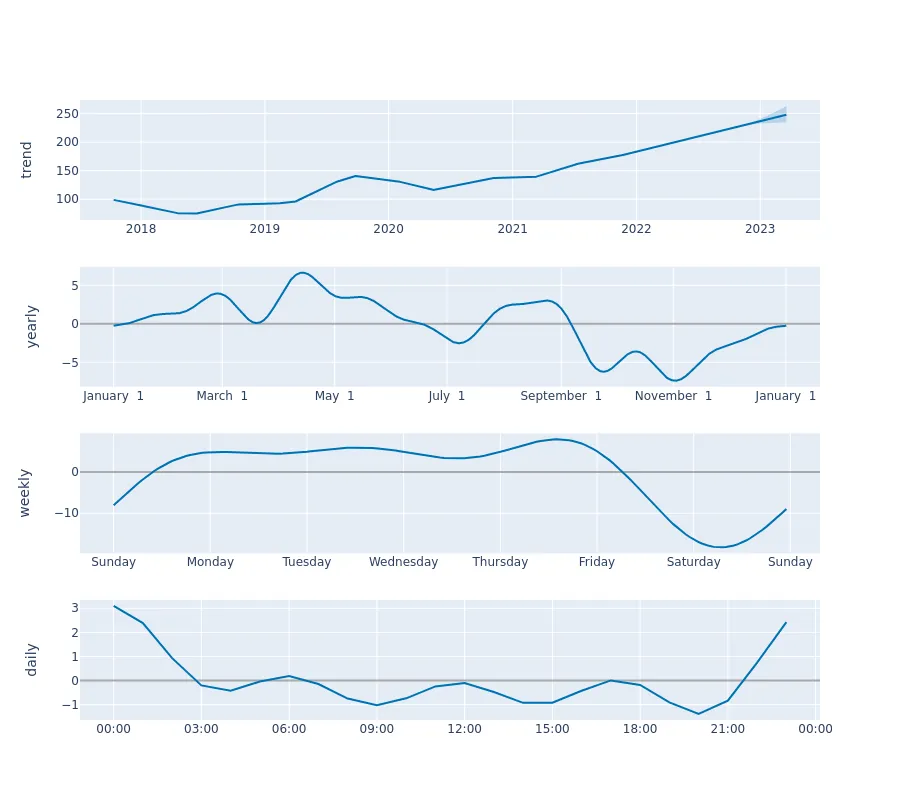 trend
250
200
150
100
2018 2019 2020 2021 2022 2023
yearly
5
0
−5
January 1 March 1 May 1 July 1 September 1 November 1 January 1
weekly
0
−10
Sunday Monday Tuesday Wednesday Thursday Friday Saturday Sunday
daily
3
2
1
0
−1
00:00 03:00 06:00 09:00 12:00 15:00 18:00 21:00 00:00